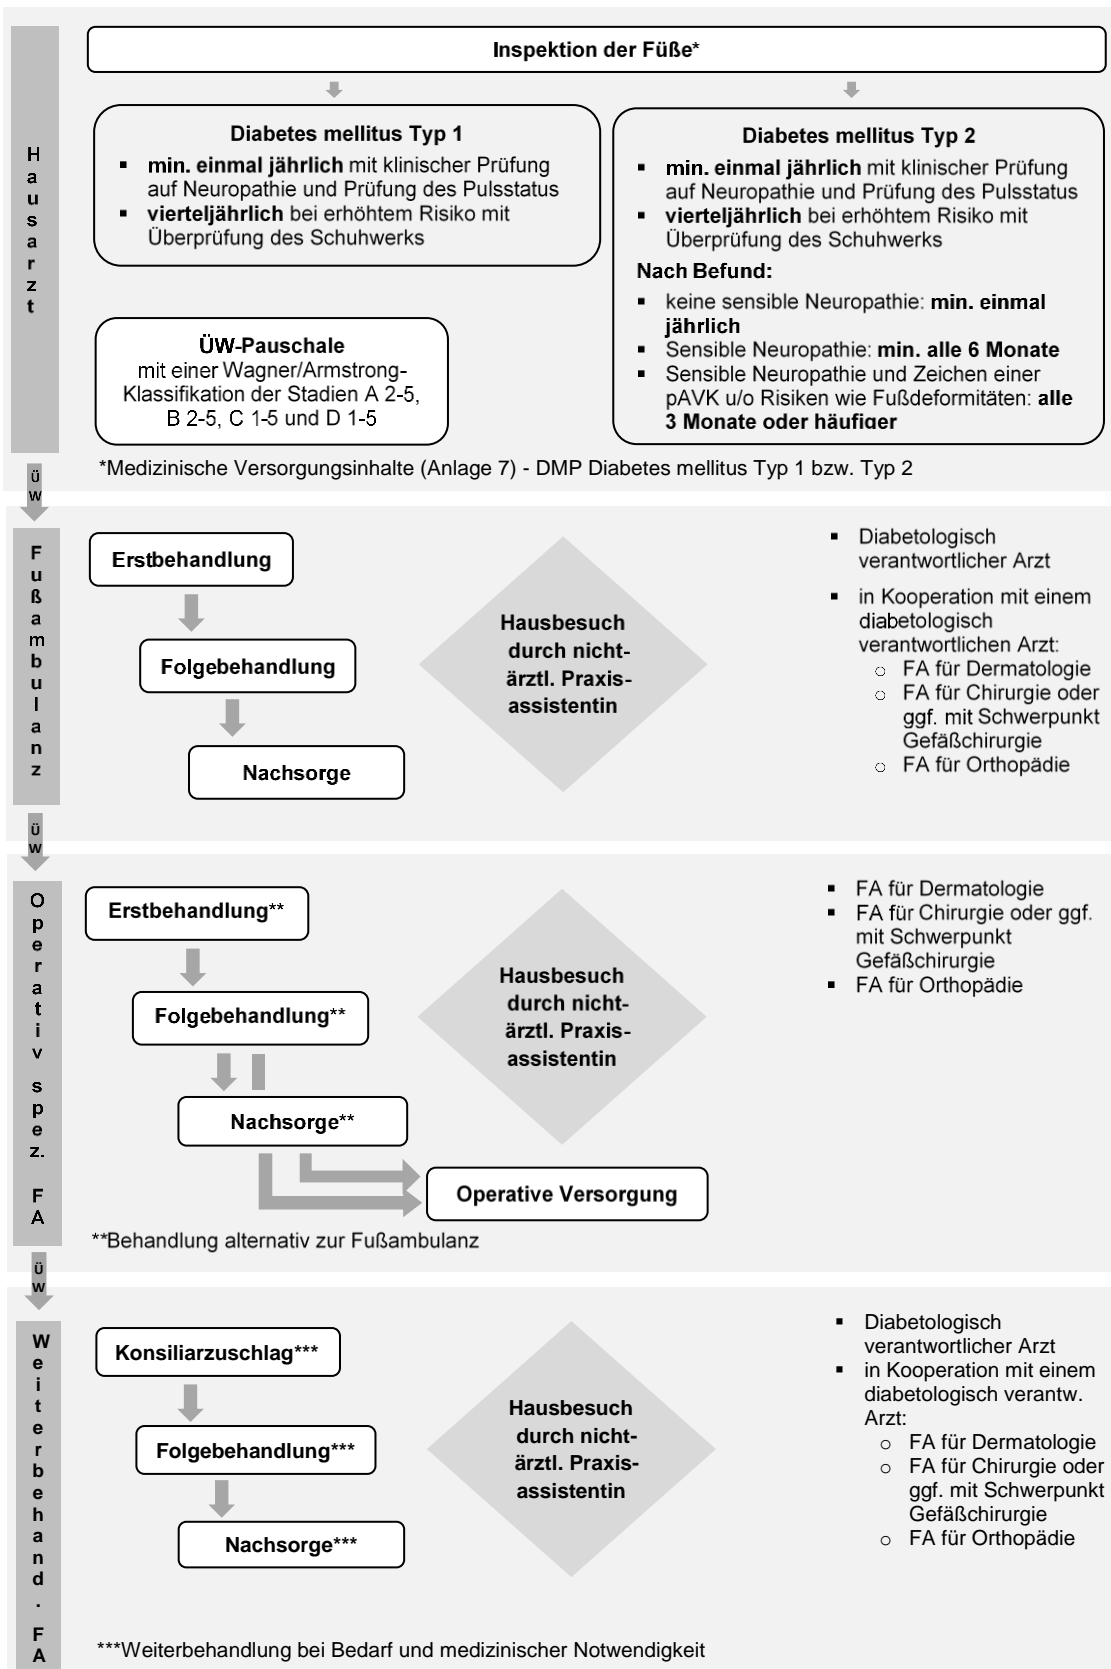 Hausarzt
Inspektion der Füße*
Diabetes mellitus Typ 1
▪ min. einmal jährlich mit klinischer Prüfung
auf Neuropathie und Prüfung des Pulsstatus
▪ vierteljährlich bei erhöhtem Risiko mit
Überprüfung des Schuhwerks
Diabetes mellitus Typ 2
▪ min. einmal jährlich mit klinischer Prüfung
auf Neuropathie und Prüfung des Pulsstatus
▪ vierteljährlich bei erhöhtem Risiko mit
Überprüfung des Schuhwerks
Nach Befund:
▪ keine sensible Neuropathie: min. einmal
jährlich
▪ Sensible Neuropathie: min. alle 6 Monate
▪ Sensible Neuropathie und Zeichen einer
pAVK u/o Risiken wie Fußdeformitäten: alle
3 Monate oder häufiger
ÜW-Pauschale
mit einer Wagner/Armstrong-
Klassifikation der Stadien A 2-5,
B 2-5, C 1-5 und D 1-5
*Medizinische Versorgungsinhalte (Anlage 7) - DMP Diabetes mellitus Typ 1 bzw. Typ 2
ÜW
Fußambulanz
Erstbehandlung
Folgebehandlung
Nachsorge
Hausbesuch
durch nicht-
ärztl. Praxis-
assistentin
▪ Diabetologisch
verantwortlicher Arzt
▪ in Kooperation mit einem
diabetologisch
verantwortlichen Arzt:
○ FA für Dermatologie
○ FA für Chirurgie oder
ggf. mit Schwerpunkt
Gefäßchirurgie
○ FA für Orthopädie
ÜW
Operativ spez. FA
Erstbehandlung**
Folgebehandlung**
Nachsorge**
Operative Versorgung
Hausbesuch
durch nicht-
ärztl. Praxis-
assistentin
▪ FA für Dermatologie
▪ FA für Chirurgie oder ggf.
mit Schwerpunkt
Gefäßchirurgie
▪ FA für Orthopädie
**Behandlung alternativ zur Fußambulanz
ÜW
Weiterbehand. FA
Konsiliarzuschlag***
Folgebehandlung***
Nachsorge***
Hausbesuch
durch nicht-
ärztl. Praxis-
assistentin
▪ Diabetologisch
verantwortlicher Arzt
▪ in Kooperation mit einem
diabetologisch verantw.
Arzt:
○ FA für Dermatologie
○ FA für Chirurgie oder
ggf. mit Schwerpunkt
Gefäßchirurgie
○ FA für Orthopädie
***Weiterbehandlung bei Bedarf und medizinischer Notwendigkeit